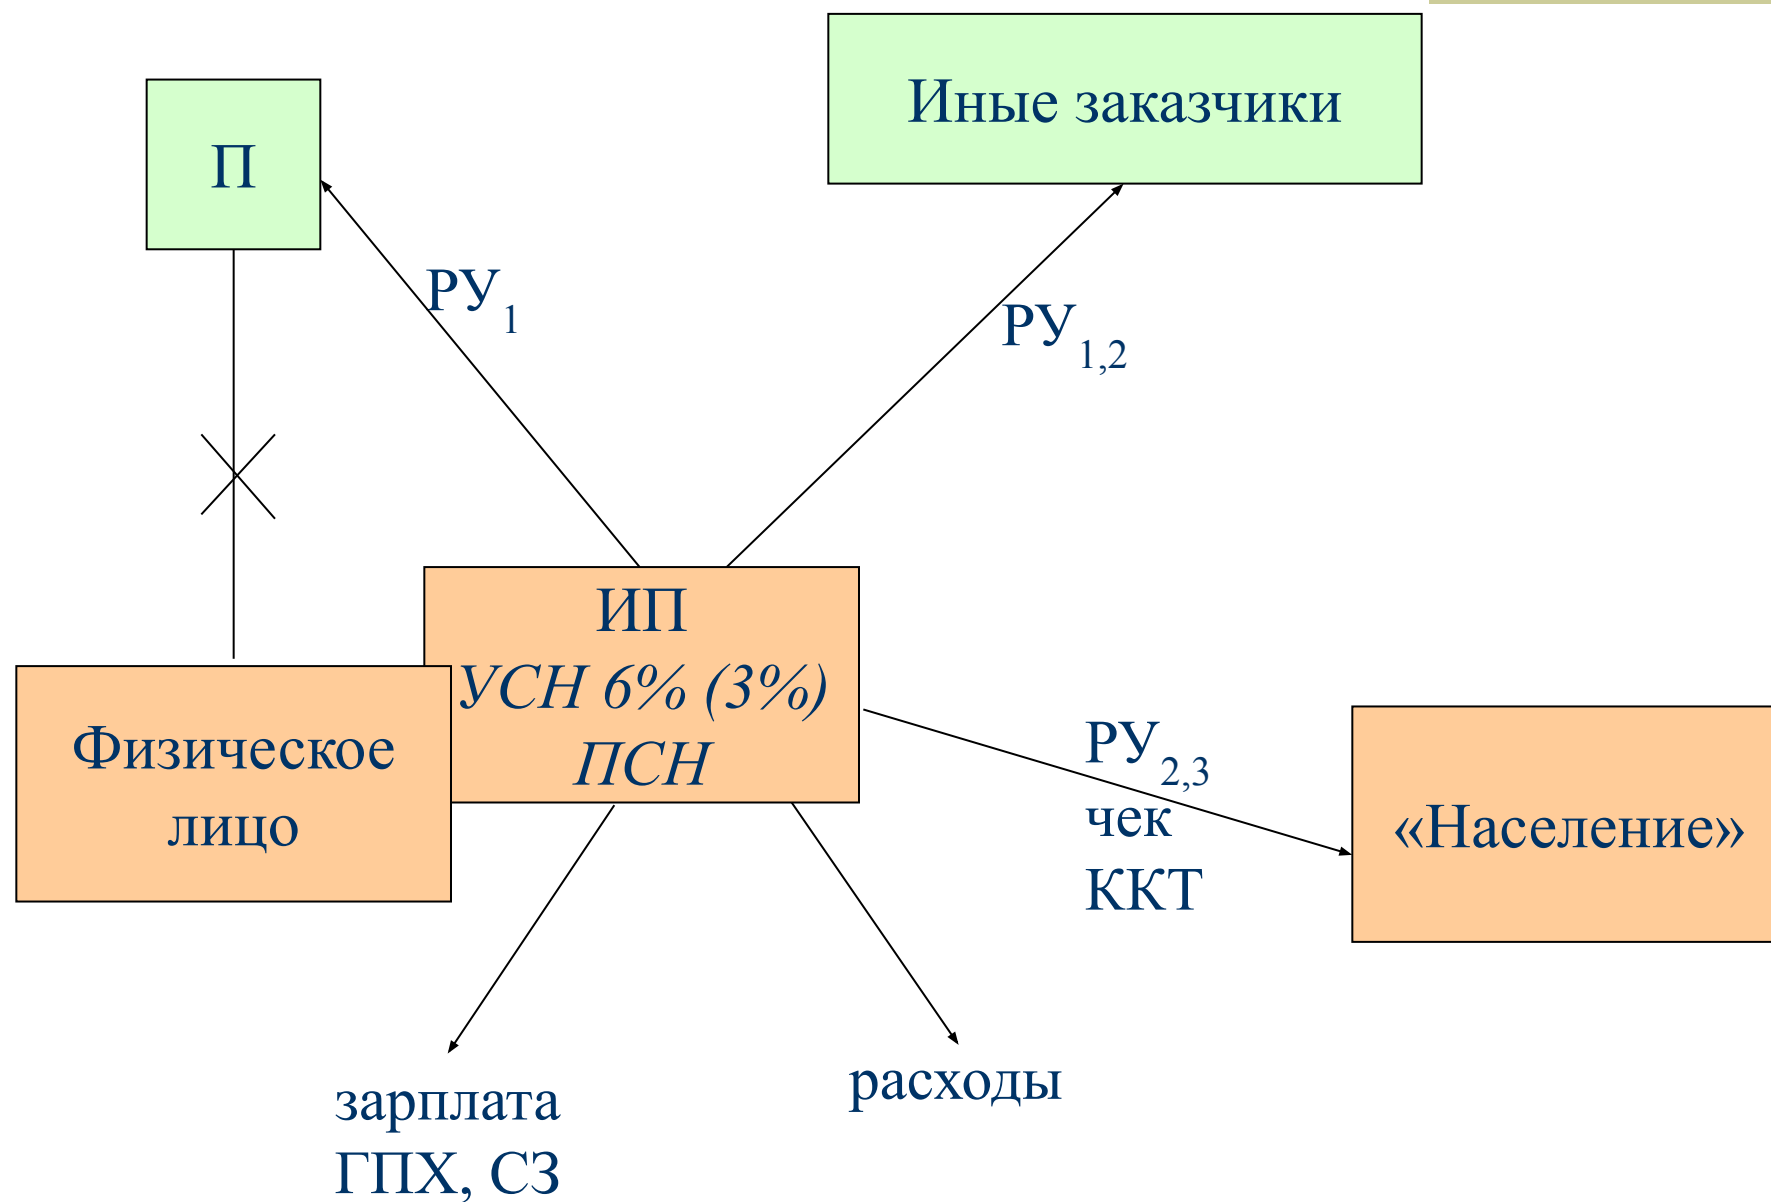 Иные заказчики
П
РУ1
РУ1,2
ИП
УСН 6% (3%)
ПСН
Физическое
лицо
РУ2,3
чек
ККТ
«Население»
зарплата
ГПХ, СЗ
расходы